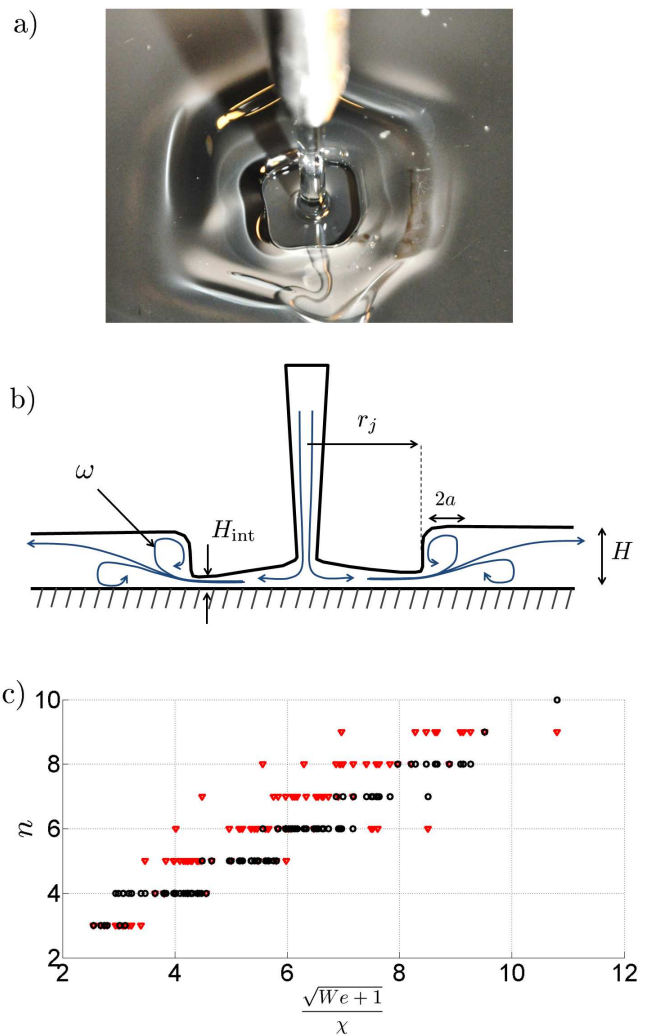 a)
b)
r_j
2a
ω
H_int
H
c)
10
8
6
4
2
n
2 4 6 8 10 12
√(We + 1) / χ